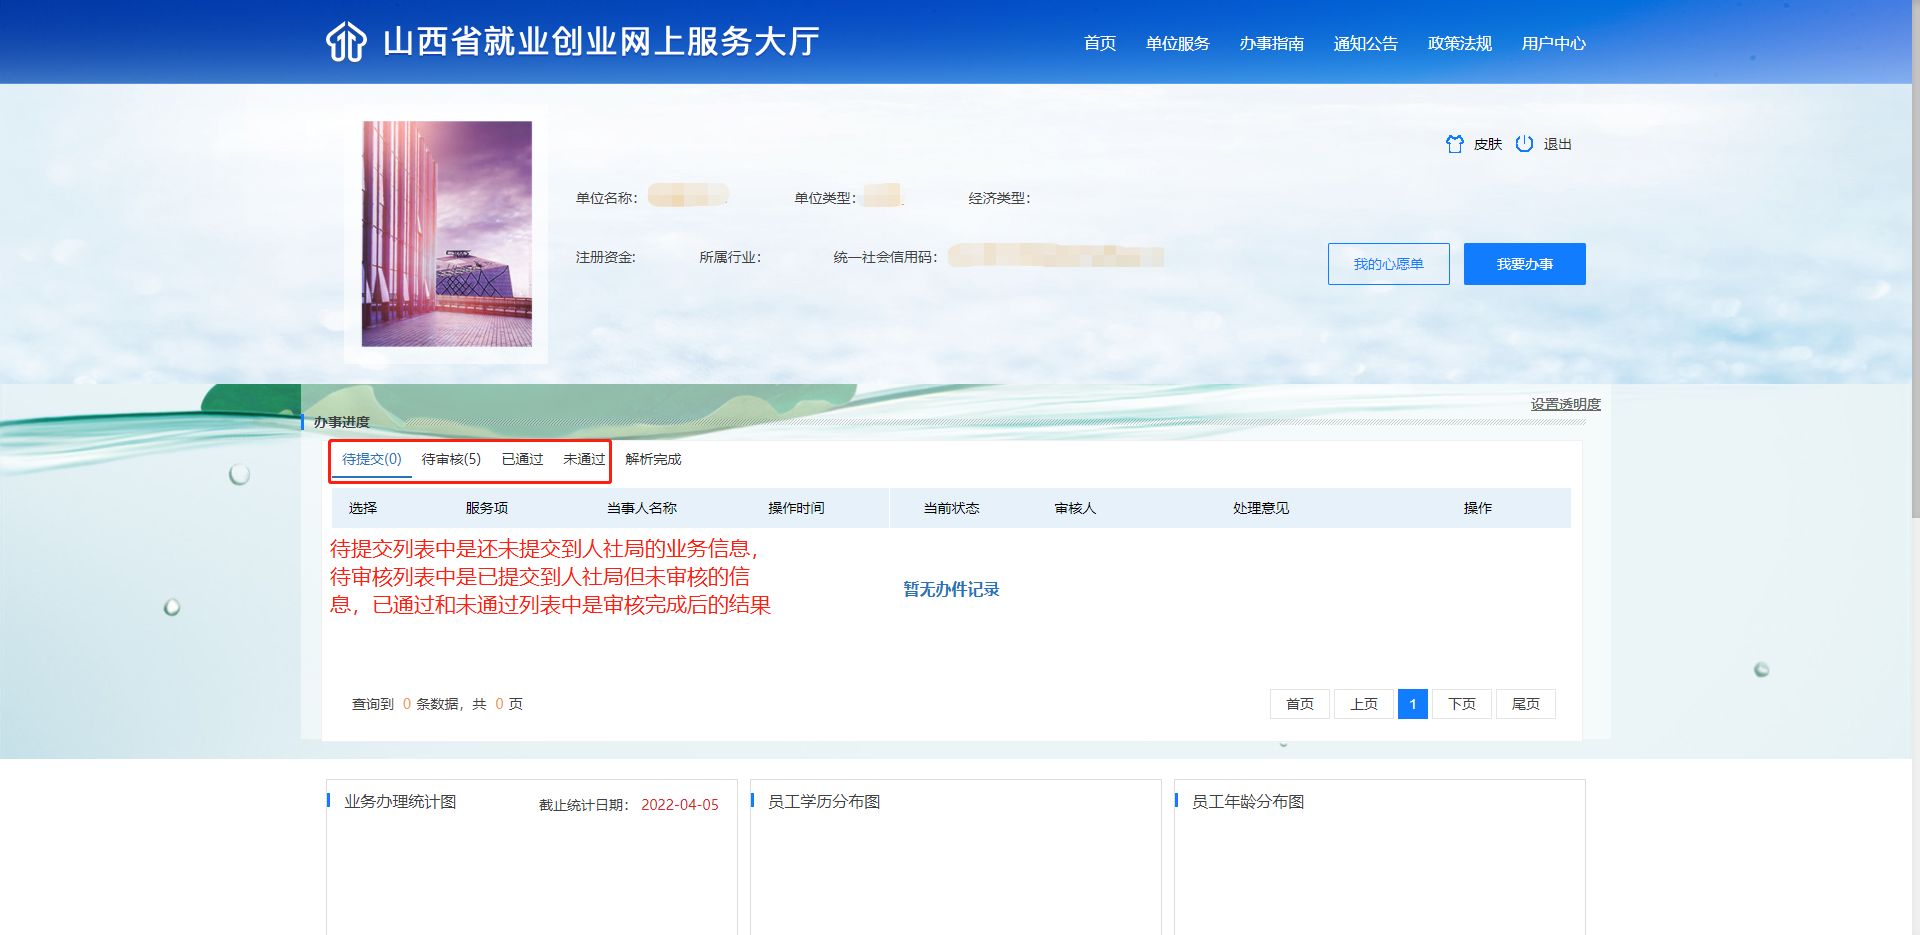 山西省就业创业网上服务大厅
首页 单位服务 办事指南 通知公告 政策法规 用户中心
皮肤 退出
单位名称： 单位类型： 经济类型：
注册资金: 所属行业： 统一社会信用码：
我的心愿单 我要办事
设置透明度
办事进度
待提交(0) 待审核(5) 已通过 未通过 解析完成
选择 服务项 当事人名称 操作时间 当前状态 审核人 处理意见 操作
待提交列表中是还未提交到人社局的业务信息，
待审核列表中是已提交到人社局但未审核的信
息，已通过和未通过列表中是审核完成后的结果
暂无办件记录
查询到 0 条数据，共 0 页
首页 上页 1 下页 尾页
业务办理统计图 截止统计日期： 2022-04-05
员工学历分布图
员工年龄分布图